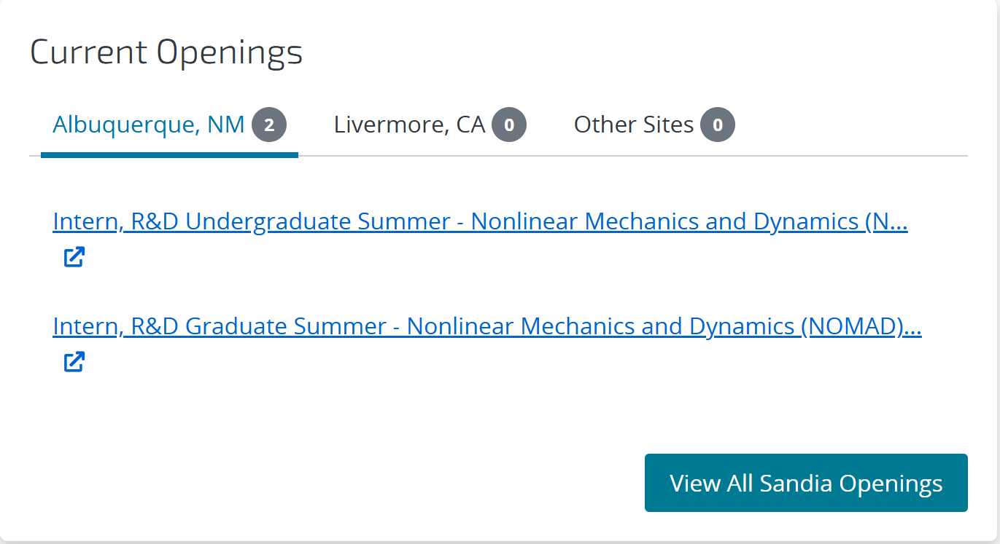 Current Openings
Albuquerque, NM 2 Livermore, CA 0 Other Sites 0
Intern, R&D Undergraduate Summer - Nonlinear Mechanics and Dynamics (N...
Intern, R&D Graduate Summer - Nonlinear Mechanics and Dynamics (NOMAD)...
View All Sandia Openings